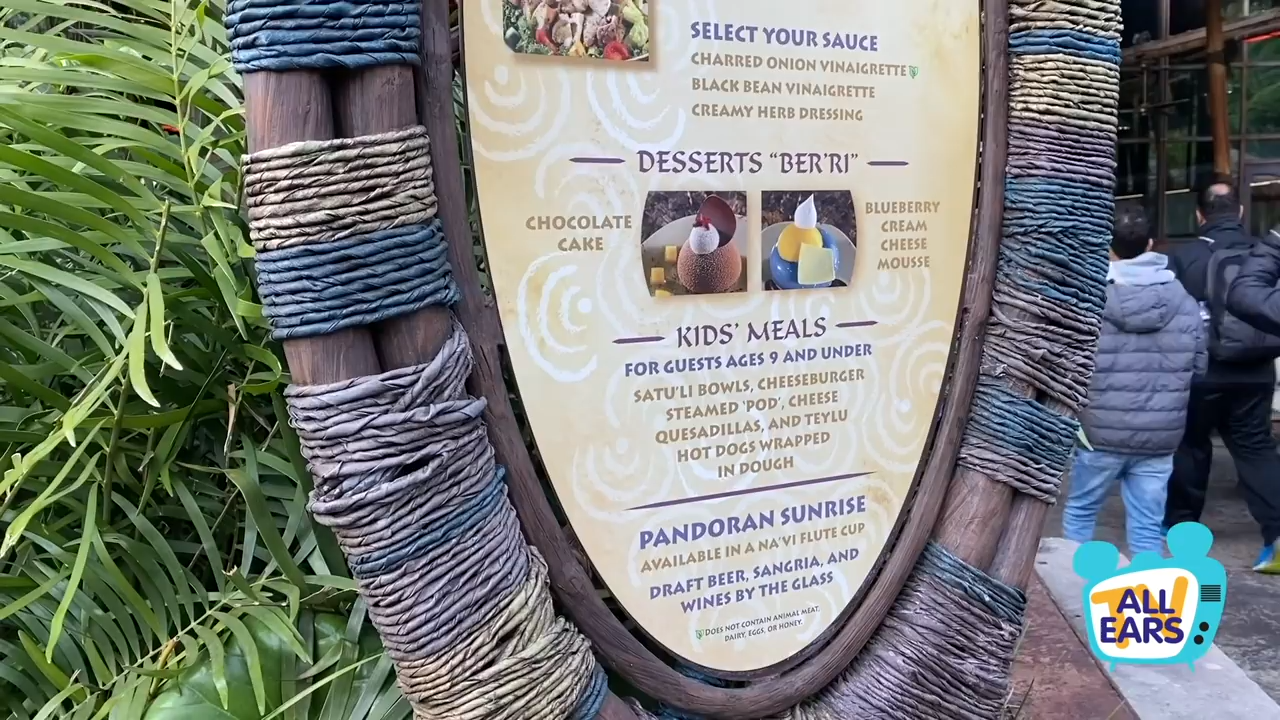 SELECT YOUR SAUCE
CHARRED ONION VINAIGRETTE
BLACK BEAN VINAIGRETTE
CREAMY HERB DRESSING
DESSERTS "BER'RI"
CHOCOLATE
CAKE
BLUEBERRY
CREAM
CHEESE
MOUSSE
KIDS' MEALS
FOR GUESTS AGES 9 AND UNDER
SATU'LI BOWLS, CHEESEBURGER
STEAMED 'POD', CHEESE
QUESADILLAS, AND TEYLU
HOT DOGS WRAPPED
IN DOUGH
PANDORAN SUNRISE
AVAILABLE IN A NA'VI FLUTE CUP
DRAFT BEER, SANGRIA, AND
WINES BY THE GLASS
DOES NOT CONTAIN ANIMAL MEAT,
DAIRY, EGGS, OR HONEY.
ALL
EARS
TV